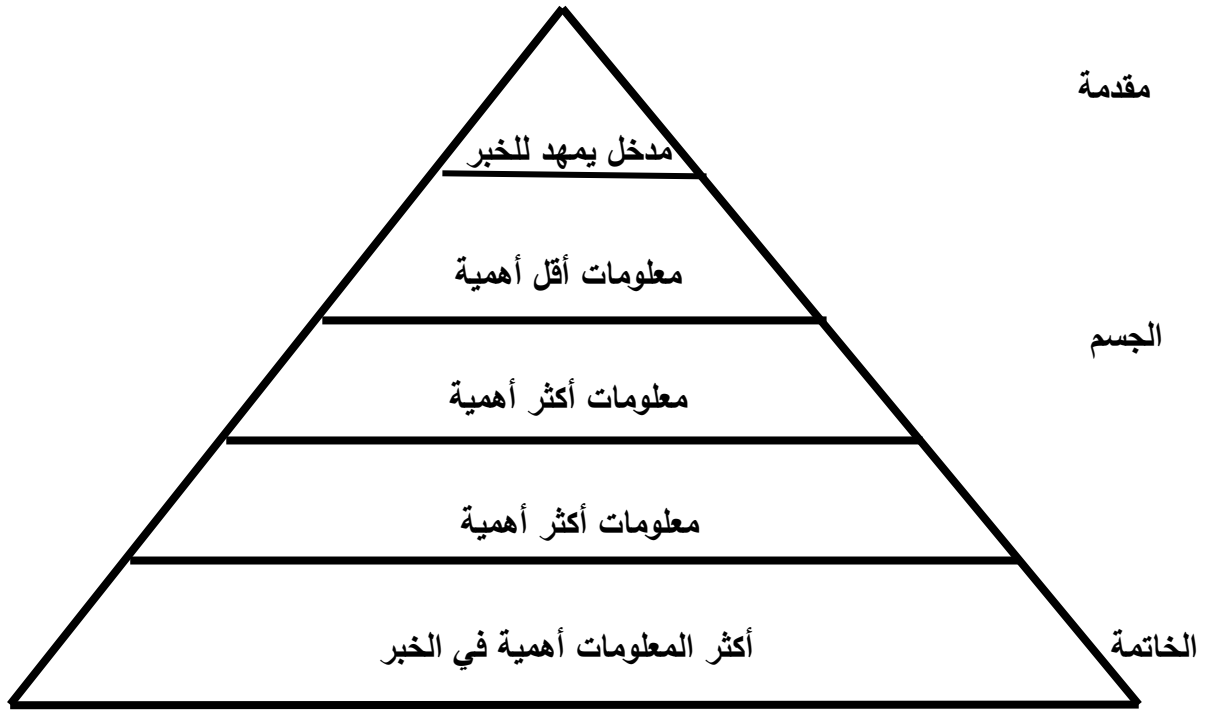 مقدمة
مدخل يمهد للخبر
معلومات أقل أهمية
الجسم
معلومات أكثر أهمية
معلومات أكثر أهمية
الخاتمة
أكثر المعلومات أهمية في الخبر